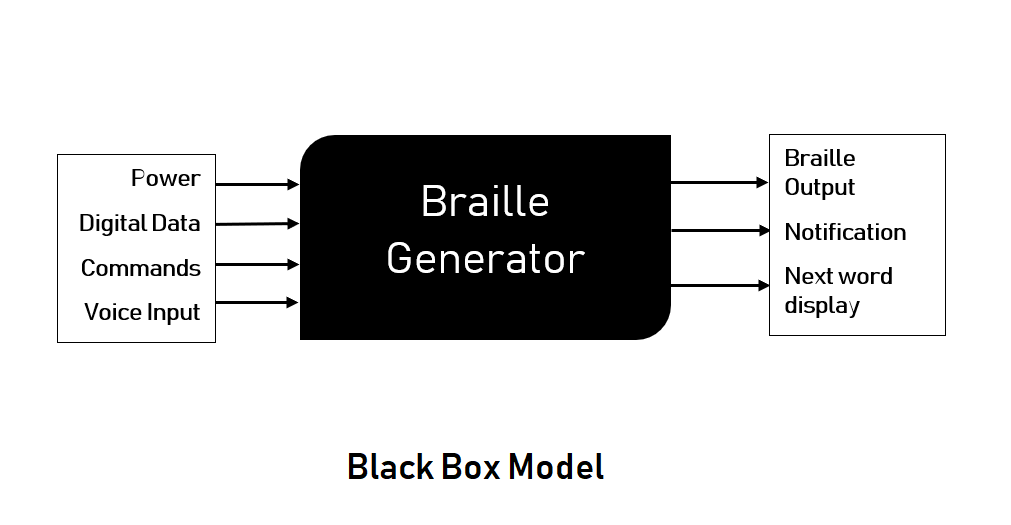 Power
Digital Data
Commands
Voice Input
Braille
Generator
Braille
Output
Notification
Next word
display
Black Box Model